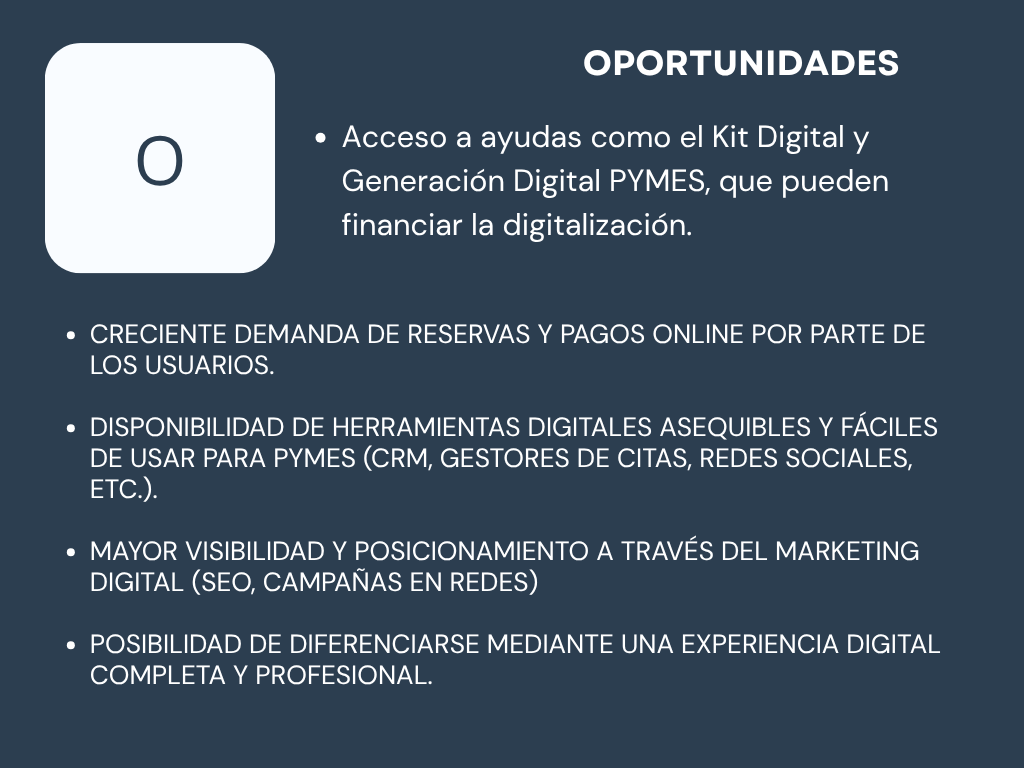 O
OPORTUNIDADES
• Acceso a ayudas como el Kit Digital y
Generación Digital PYMES, que pueden
financiar la digitalización.
• CRECIENTE DEMANDA DE RESERVAS Y PAGOS ONLINE POR PARTE DE
LOS USUARIOS.
• DISPONIBILIDAD DE HERRAMIENTAS DIGITALES ASEQUIBLES Y FÁCILES
DE USAR PARA PYMES (CRM, GESTORES DE CITAS, REDES SOCIALES,
ETC.).
• MAYOR VISIBILIDAD Y POSICIONAMIENTO A TRAVÉS DEL MARKETING
DIGITAL (SEO, CAMPAÑAS EN REDES)
• POSIBILIDAD DE DIFERENCIARSE MEDIANTE UNA EXPERIENCIA DIGITAL
COMPLETA Y PROFESIONAL.